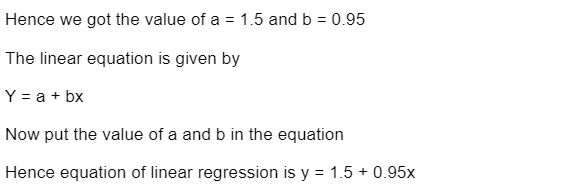 Hence we got the value of a = 1.5 and b = 0.95
The linear equation is given by
Y = a + bx
Now put the value of a and b in the equation
Hence equation of linear regression is y = 1.5 + 0.95x